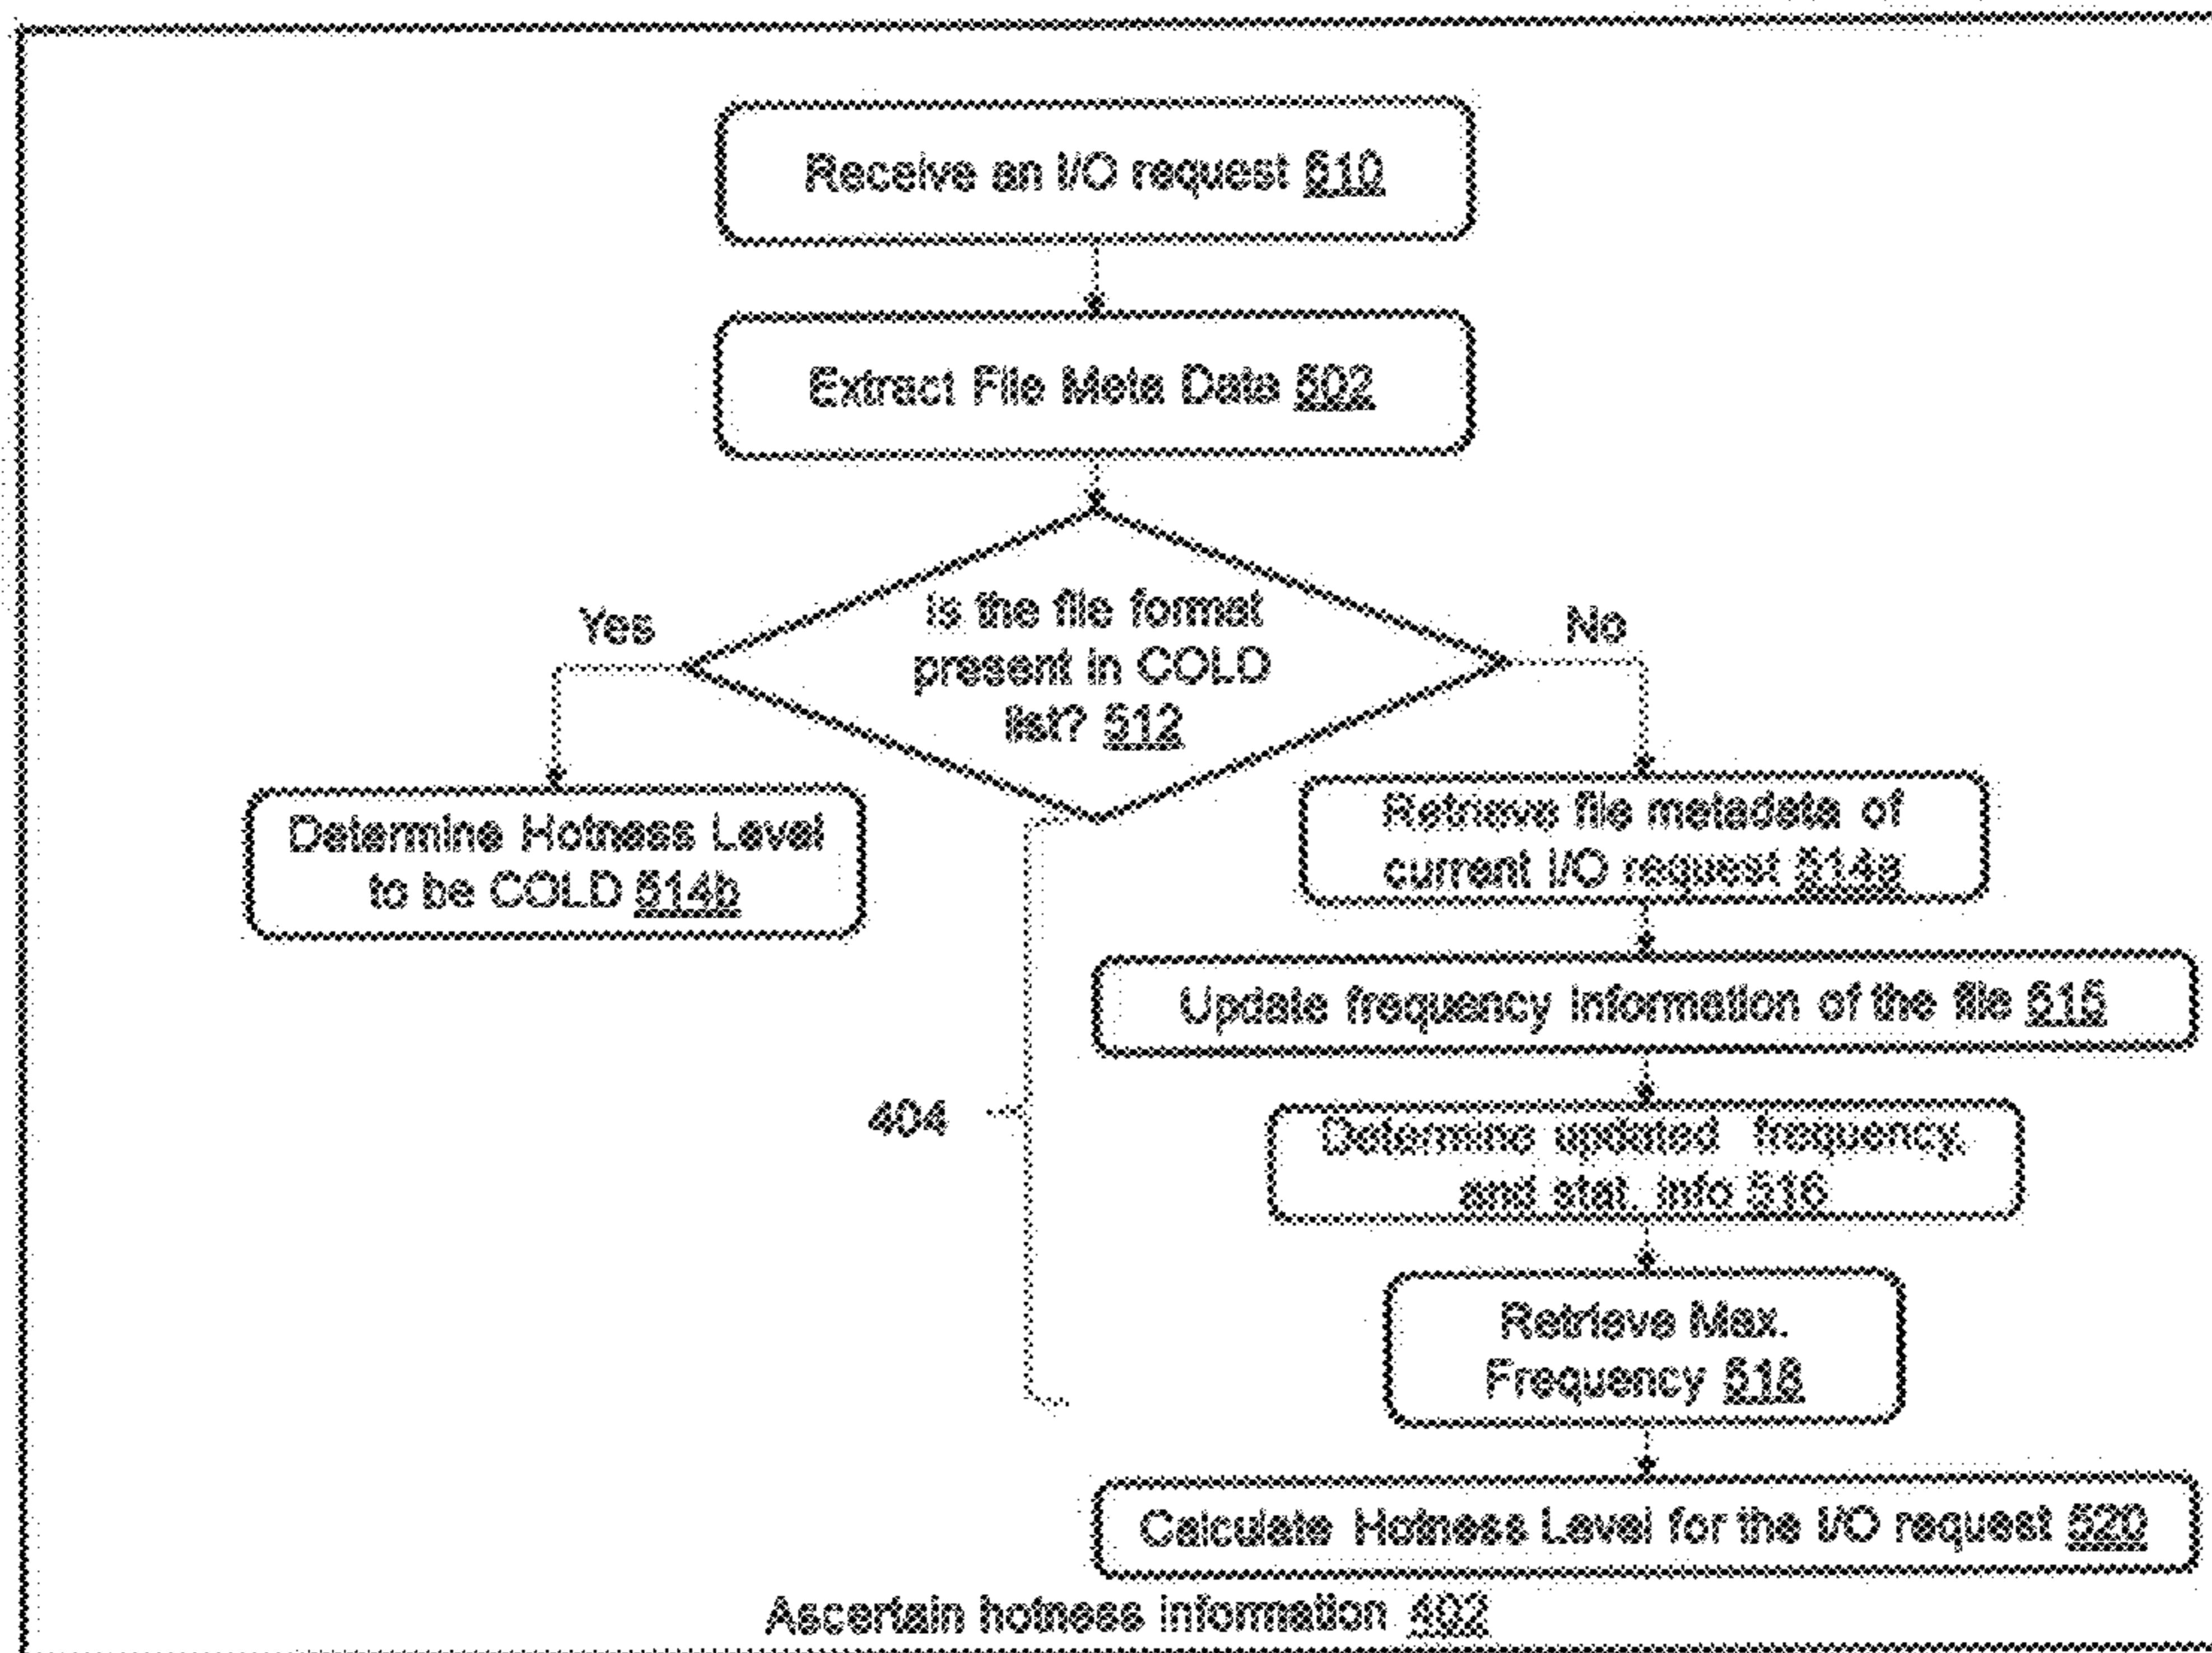 Receive an I/O request 510
Extract File Meta Data 502
Is the file format
present in COLD
list? 512
Yes
No
Determine Hotness Level
to be COLD 514b
Retrieve file metadata of
current I/O request 514a
Update frequency information of the file 515
Determine updated frequency,
and stat. info 516
404
Retrieve Max.
Frequency 518
Calculate Hotness Level for the I/O request 520
Ascertain hotness information 402